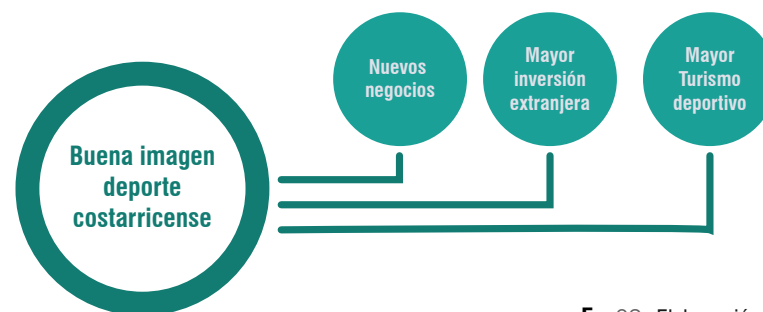 Nuevos
negocios
Mayor
inversión
extranjera
Mayor
Turismo
deportivo
Buena imagen
deporte
costarricense